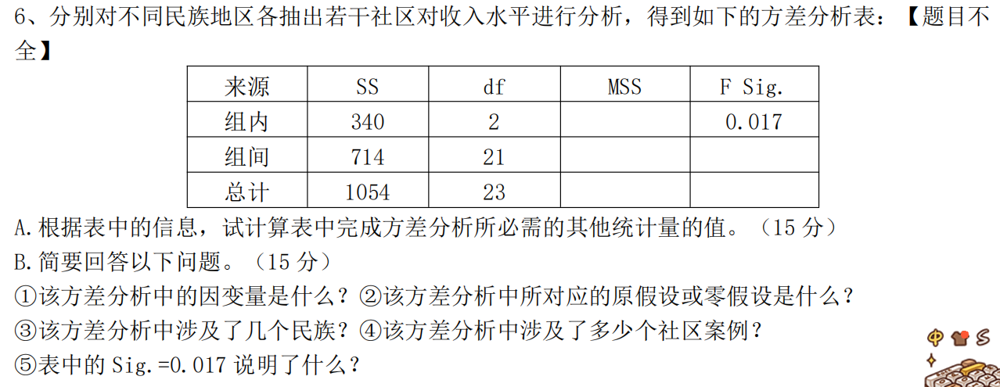 6、分别对不同民族地区各抽出若干社区对收入水平进行分析，得到如下的方差分析表：【题目不
全】
来源 SS df MSS F Sig.
组内 340 2 0.017
组间 714 21
总计 1054 23
A.根据表中的信息，试计算表中完成方差分析所必需的其他统计量的值。（15 分）
B.简要回答以下问题。（15 分）
①该方差分析中的因变量是什么？②该方差分析中所对应的原假设或零假设是什么？
③该方差分析中涉及了几个民族？④该方差分析中涉及了多少个社区案例？
⑤表中的 Sig.=0.017 说明了什么？
中